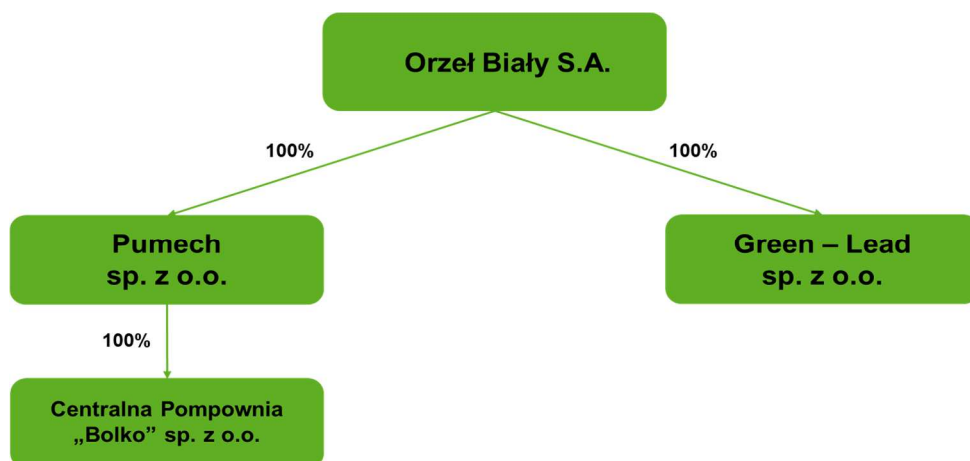 Orzeł Biały S.A.
100%
100%
Pumech
sp. z o.o.
Green – Lead
sp. z o.o.
100%
Centralna Pompownia
„Bolko” sp. z o.o.